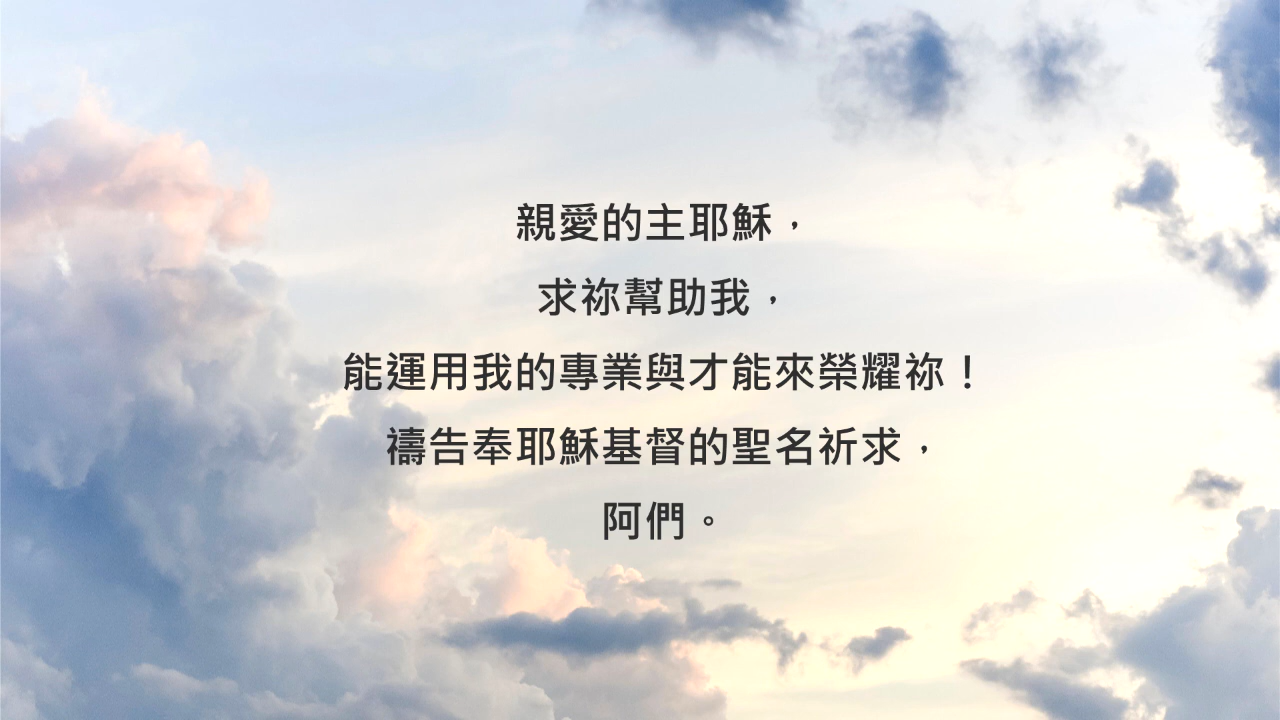 親愛的主耶穌，
求祢幫助我，
能運用我的專業與才能來榮耀祢！
禱告奉耶穌基督的聖名祈求，
阿們。